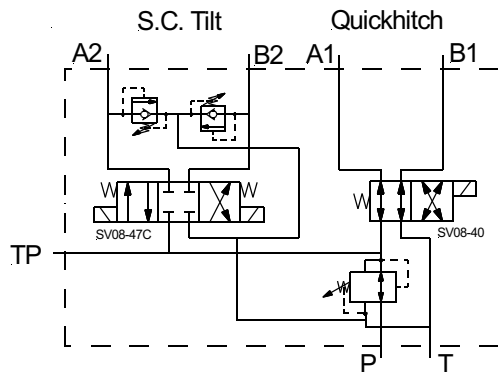 S.C. Tilt Quickhitch
A2 B2 A1 B1
SV08-47C SV08-40
TP
P T